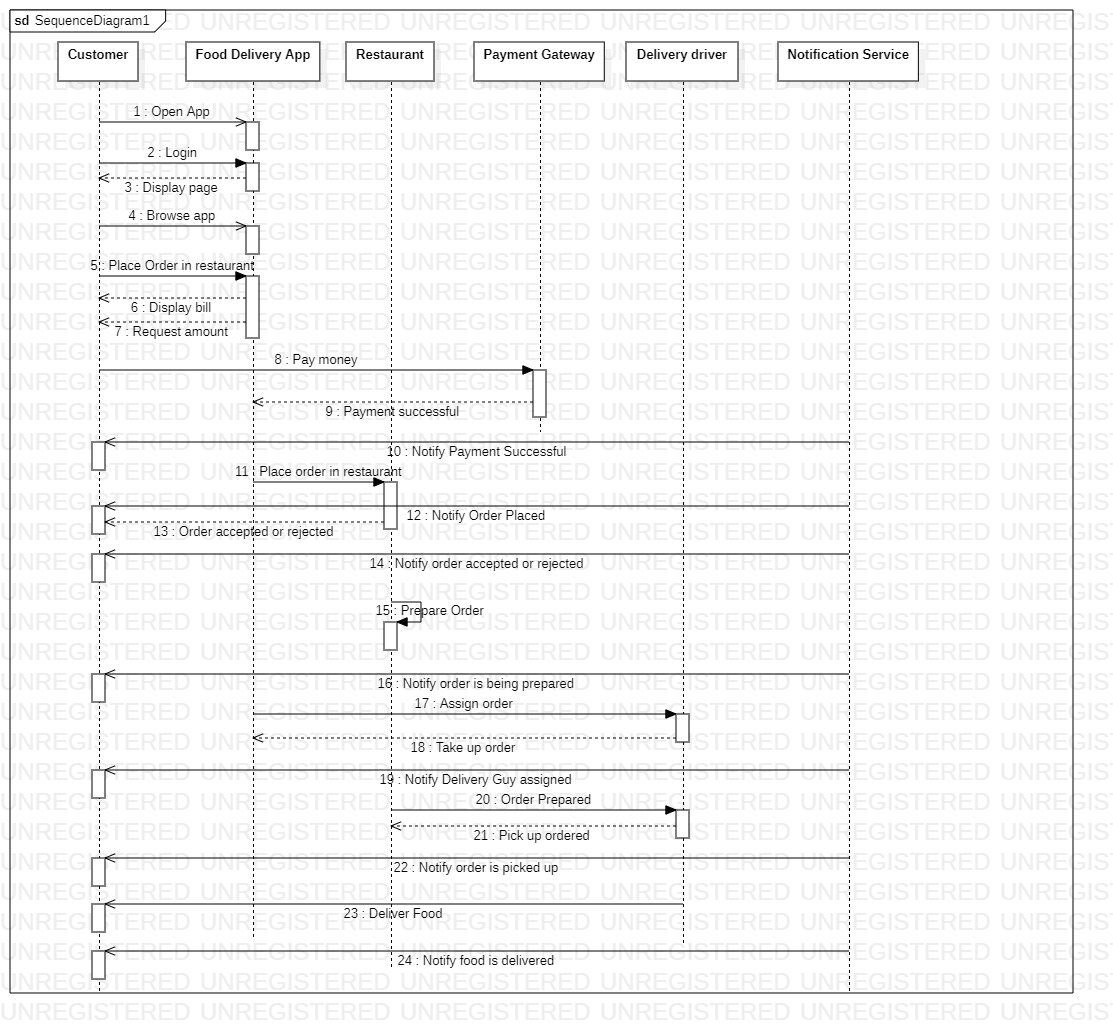 sd SequenceDiagram1
Customer
Food Delivery App
Restaurant
Payment Gateway
Delivery driver
Notification Service
1 : Open App
2 : Login
3 : Display page
4 : Browse app
5 : Place Order in restaurant
6 : Display bill
7 : Request amount
8 : Pay money
9 : Payment successful
10 : Notify Payment Successful
11 : Place order in restaurant
12 : Notify Order Placed
13 : Order accepted or rejected
14 : Notify order accepted or rejected
15 : Prepare Order
16 : Notify order is being prepared
17 : Assign order
18 : Take up order
19 : Notify Delivery Guy assigned
20 : Order Prepared
21 : Pick up ordered
22 : Notify order is picked up
23 : Deliver Food
24 : Notify food is delivered
UNREGISTERED